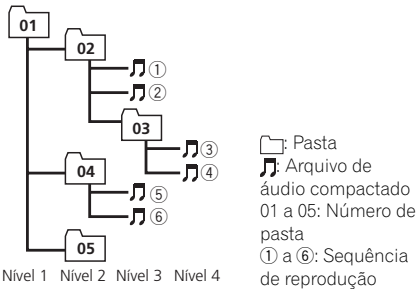 01
02
①
②
03
③
④
04
⑤
⑥
05
Nível 1 Nível 2 Nível 3 Nível 4
: Pasta
: Arquivo de
áudio compactado
01 a 05: Número de
pasta
① a ⑥: Sequência
de reprodução